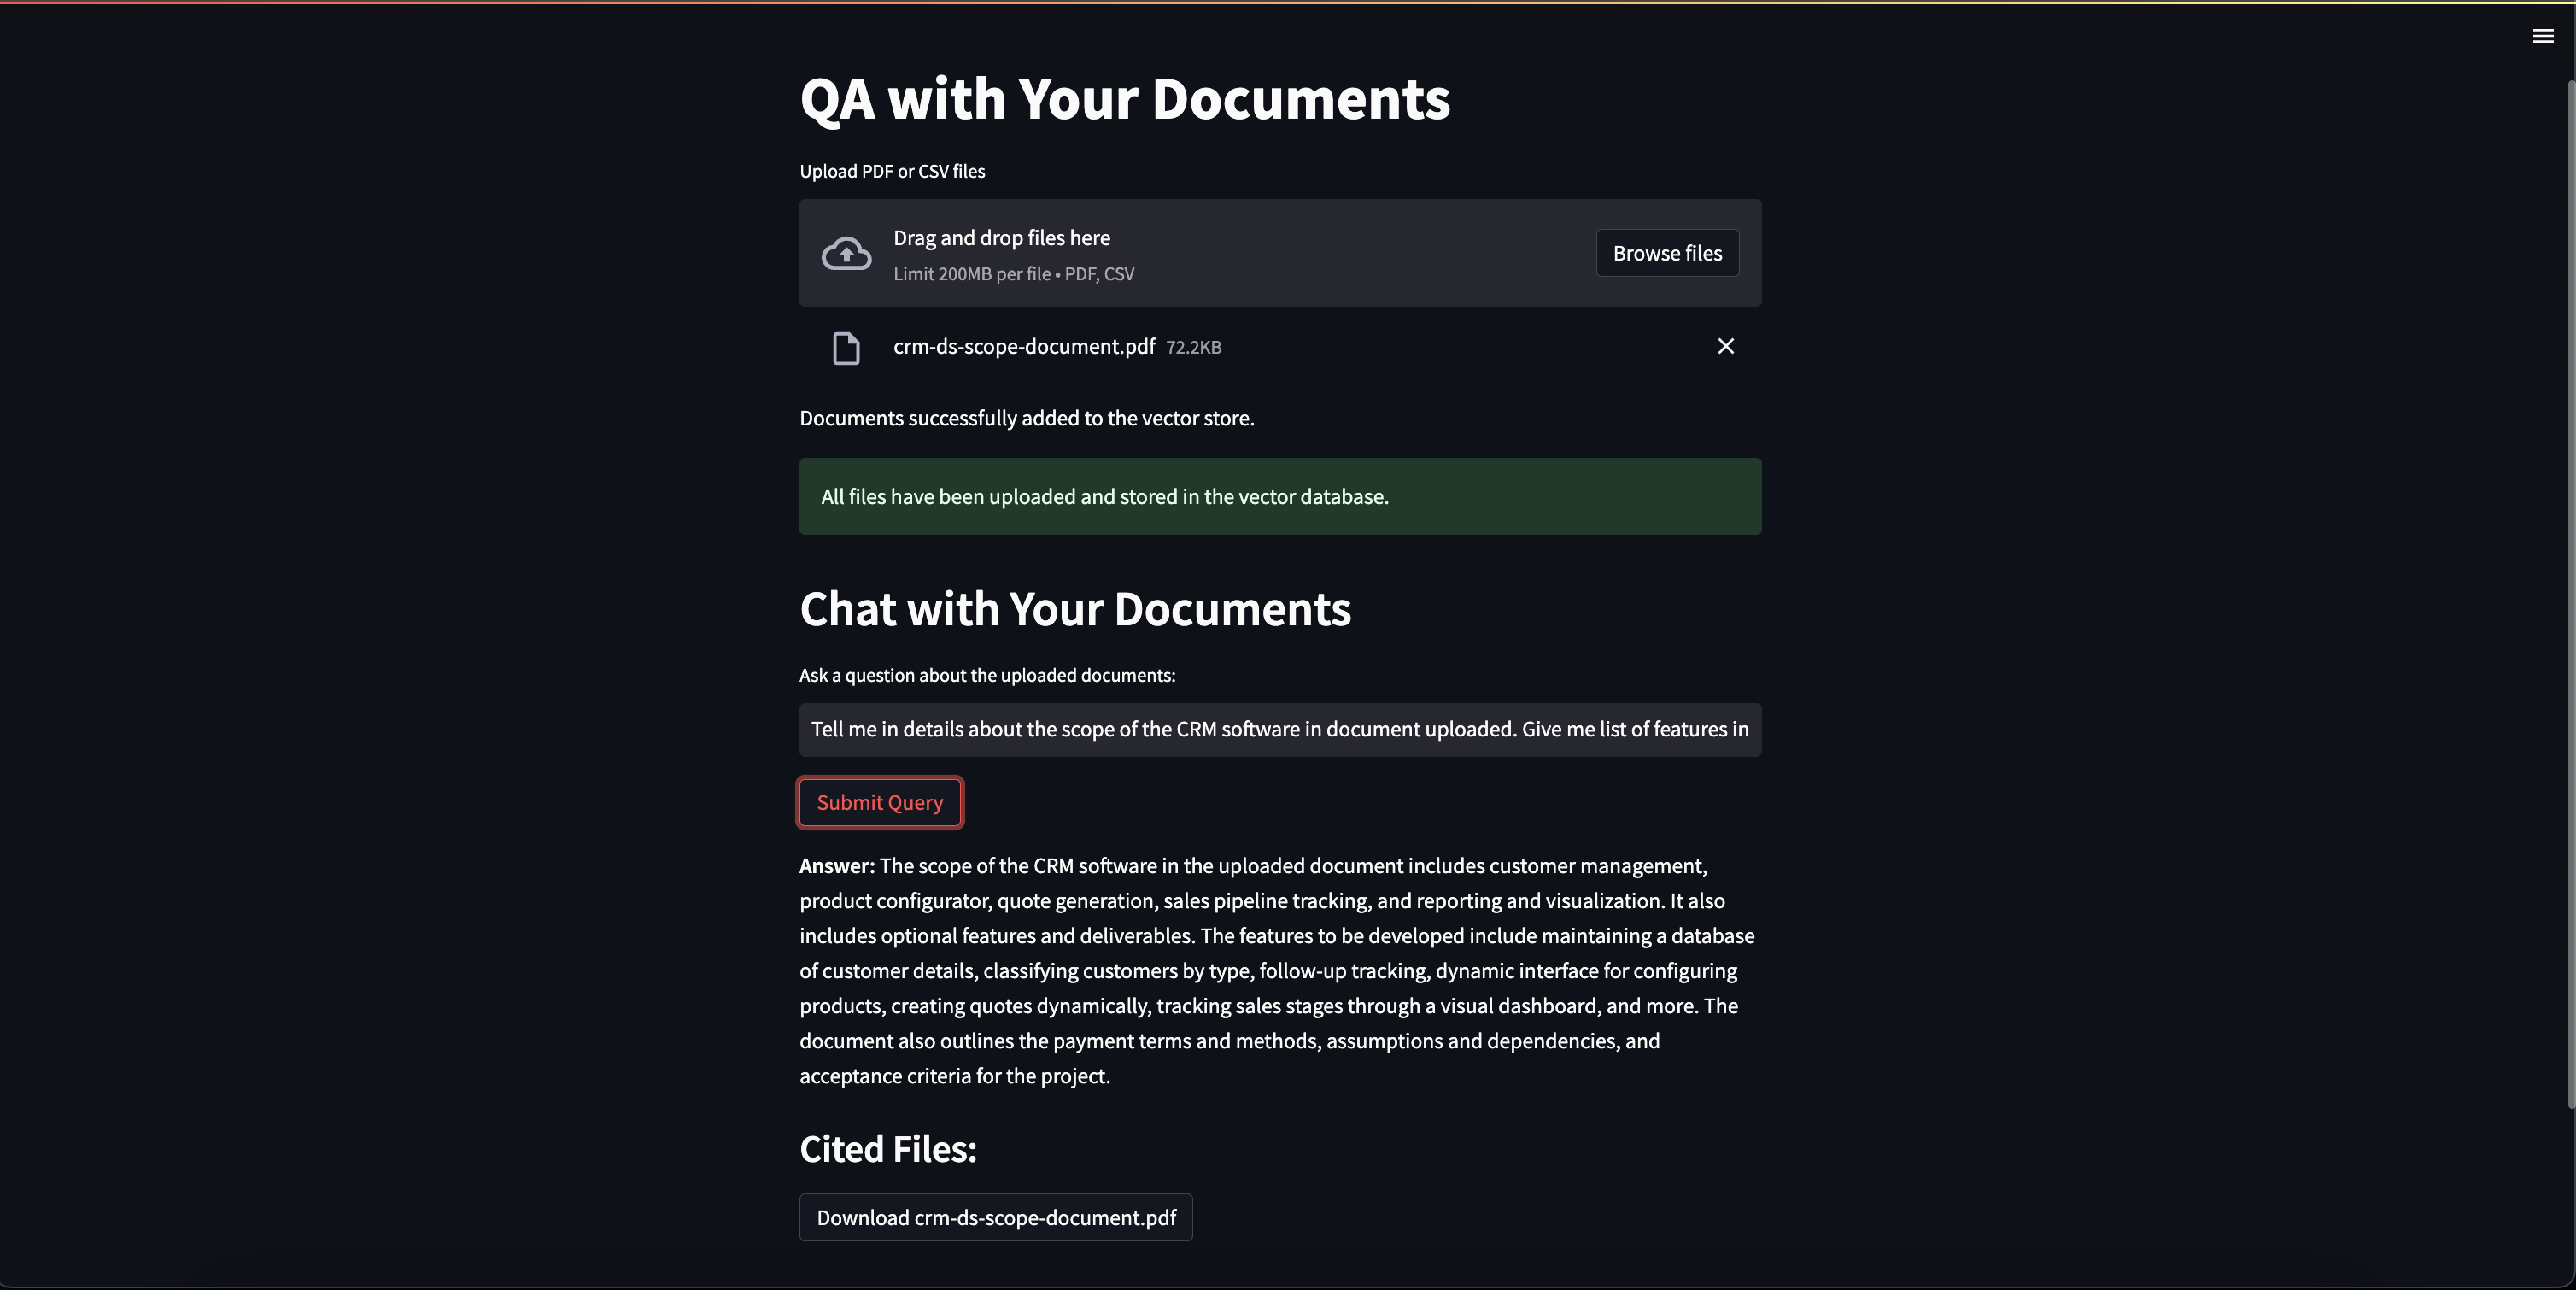 QA with Your Documents
Upload PDF or CSV files
Drag and drop files here
Limit 200MB per file • PDF, CSV
Browse files
crm-ds-scope-document.pdf 72.2KB
Documents successfully added to the vector store.
All files have been uploaded and stored in the vector database.
Chat with Your Documents
Ask a question about the uploaded documents:
Tell me in details about the scope of the CRM software in document uploaded. Give me list of features in
Submit Query
Answer: The scope of the CRM software in the uploaded document includes customer management,
product configurator, quote generation, sales pipeline tracking, and reporting and visualization. It also
includes optional features and deliverables. The features to be developed include maintaining a database
of customer details, classifying customers by type, follow-up tracking, dynamic interface for configuring
products, creating quotes dynamically, tracking sales stages through a visual dashboard, and more. The
document also outlines the payment terms and methods, assumptions and dependencies, and
acceptance criteria for the project.
Cited Files:
Download crm-ds-scope-document.pdf